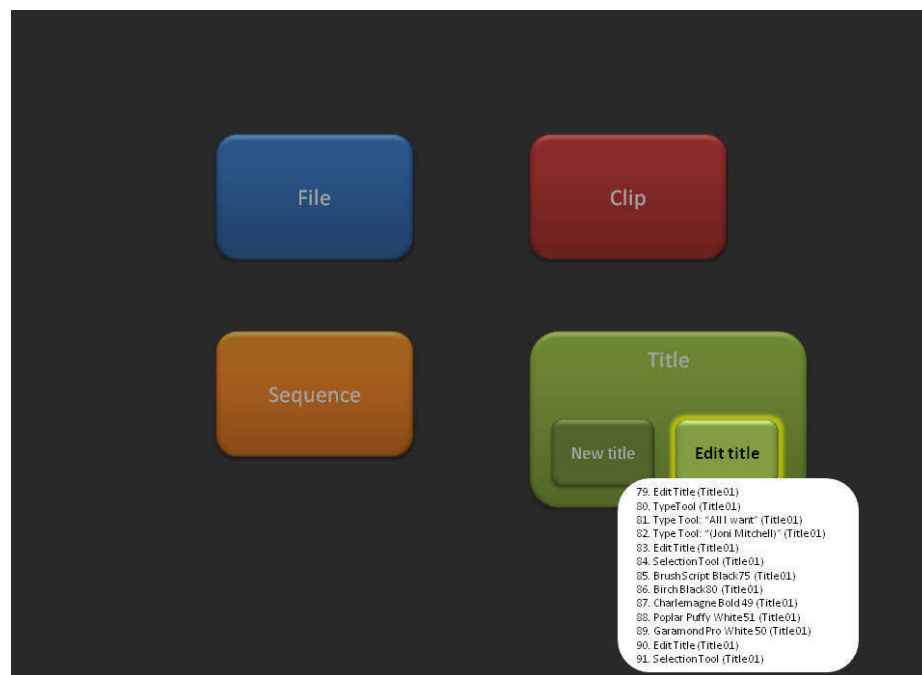 File
Clip
Sequence
Title
New title
Edit title
79. Edit Title (Title01)
80. Type Tool (Title01)
81. Type Tool: “All I want” (Title01)
82. Type Tool: “(Joni Mitchell)” (Title01)
83. Edit Title (Title01)
84. Selection Tool (Title01)
85. Brush Script Black 75 (Title01)
86. Birch Black 80 (Title01)
87. Charlemagne Bold 49 (Title01)
88. Poplar Puffy White 51 (Title01)
89. Garamond Pro White 50 (Title01)
90. Edit Title (Title01)
91. Selection Tool (Title01)